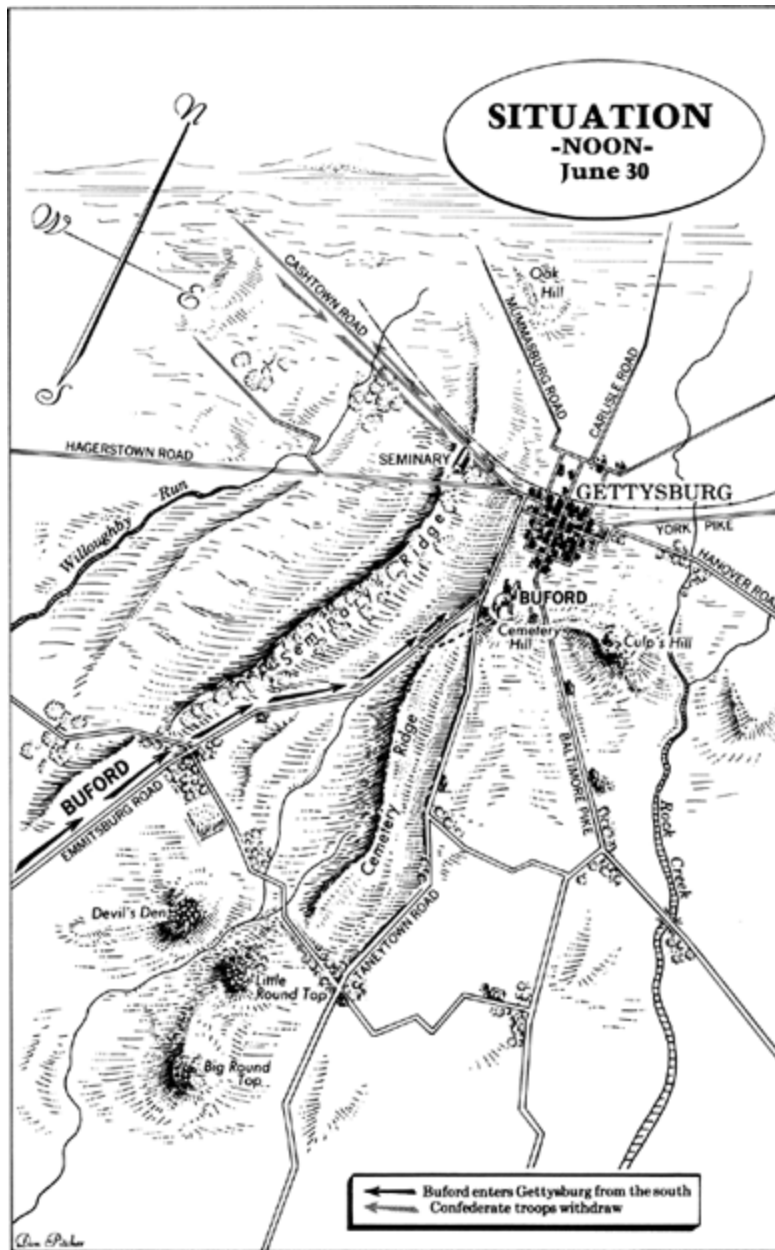 SITUATION
-NOON-
June 30
N
W
E
S
CASHTOWN ROAD
Oak
Hill
MUMMASBURG ROAD
CARLISLE ROAD
HAGERSTOWN ROAD
SEMINARY
GETTYSBURG
YORK PIKE
HANOVER ROA
Willoughby Run
Seminary Ridge
BUFORD
Cemetery
Hill
Culp's Hill
BUFORD
EMMITSBURG ROAD
Cemetery Ridge
BALTIMORE PIKE
Rock Creek
Devil's Den
Little
Round Top
TANEYTOWN ROAD
Big Round
Top
Buford enters Gettysburg from the south
Confederate troops withdraw